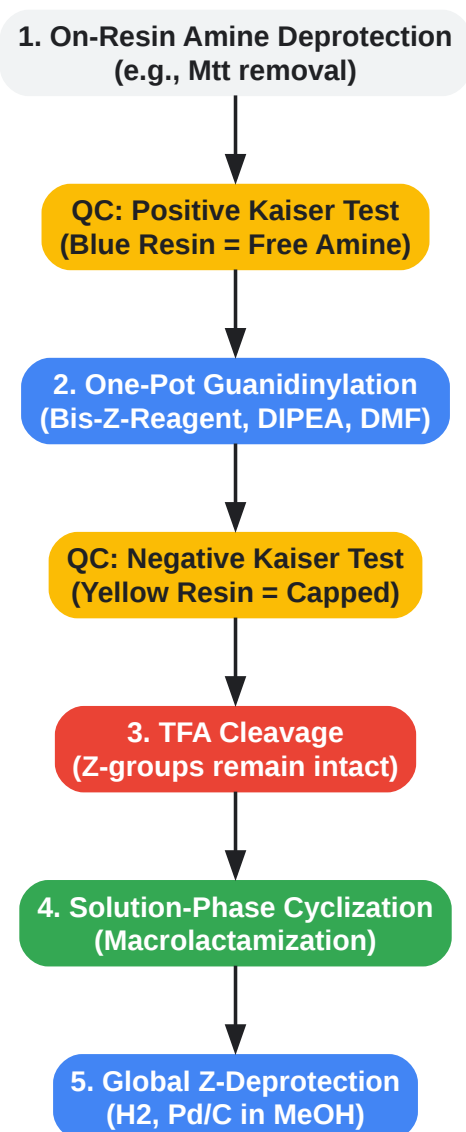 1. On-Resin Amine Deprotection
(e.g., Mtt removal)
QC: Positive Kaiser Test
(Blue Resin = Free Amine)
2. One-Pot Guanidinylation
(Bis-Z-Reagent, DIPEA, DMF)
QC: Negative Kaiser Test
(Yellow Resin = Capped)
3. TFA Cleavage
(Z-groups remain intact)
4. Solution-Phase Cyclization
(Macrolactamization)
5. Global Z-Deprotection
(H2, Pd/C in MeOH)